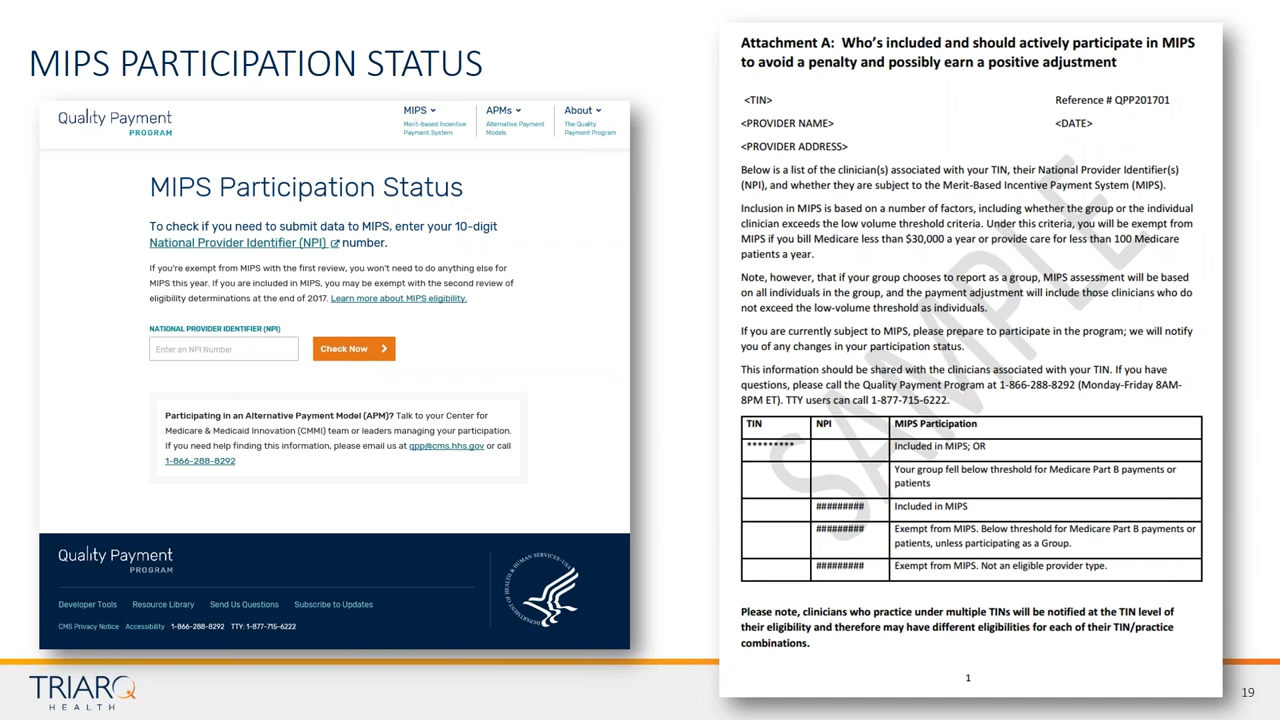 MIPS PARTICIPATION STATUS
Quality Payment
PROGRAM
MIPS
Merit-based Incentive
Payment System
APMs
Alternative Payment
Models
About
The Quality
Payment Program
MIPS Participation Status
To check if you need to submit data to MIPS, enter your 10-digit
National Provider Identifier (NPI) number.
If you're exempt from MIPS with the first review, you won't need to do anything else for
MIPS this year. If you are included in MIPS, you may be exempt with the second review of
eligibility determinations at the end of 2017. Learn more about MIPS eligibility.
NATIONAL PROVIDER IDENTIFIER (NPI)
Enter an NPI Number
Check Now
Participating in an Alternative Payment Model (APM)? Talk to your Center for
Medicare & Medicaid Innovation (CMMI) team or leaders managing your participation.
If you need help finding this information, please email us at qpp@cms.hhs.gov or call
1-866-288-8292
Quality Payment
PROGRAM
DEPARTMENT OF HEALTH & HUMAN SERVICES·USA
Developer Tools Resource Library Send Us Questions Subscribe to Updates
CMS Privacy Notice Accessibility 1-866-288-8292 TTY: 1-877-715-6222
TRIARQ
HEALTH
Attachment A: Who's included and should actively participate in MIPS
to avoid a penalty and possibly earn a positive adjustment
<TIN> Reference # QPP201701
<PROVIDER NAME> <DATE>
<PROVIDER ADDRESS>
Below is a list of the clinician(s) associated with your TIN, their National Provider Identifier(s)
(NPI), and whether they are subject to the Merit-Based Incentive Payment System (MIPS).
Inclusion in MIPS is based on a number of factors, including whether the group or the individual
clinician exceeds the low volume threshold criteria. Under this criteria, you will be exempt from
MIPS if you bill Medicare less than $30,000 a year or provide care for less than 100 Medicare
patients a year.
Note, however, that if your group chooses to report as a group, MIPS assessment will be based
on all individuals in the group, and the payment adjustment will include those clinicians who do
not exceed the low-volume threshold as individuals.
If you are currently subject to MIPS, please prepare to participate in the program; we will notify
you of any changes in your participation status.
This information should be shared with the clinicians associated with your TIN. If you have
questions, please call the Quality Payment Program at 1-866-288-8292 (Monday-Friday 8AM-
8PM ET). TTY users can call 1-877-715-6222.
TIN NPI MIPS Participation
********* Included in MIPS; OR
Your group fell below threshold for Medicare Part B payments or
patients
######### Included in MIPS
######### Exempt from MIPS. Below threshold for Medicare Part B payments or
patients, unless participating as a Group.
######### Exempt from MIPS. Not an eligible provider type.
SAMPLE
Please note, clinicians who practice under multiple TINs will be notified at the TIN level of
their eligibility and therefore may have different eligibilities for each of their TIN/practice
combinations.
1
19